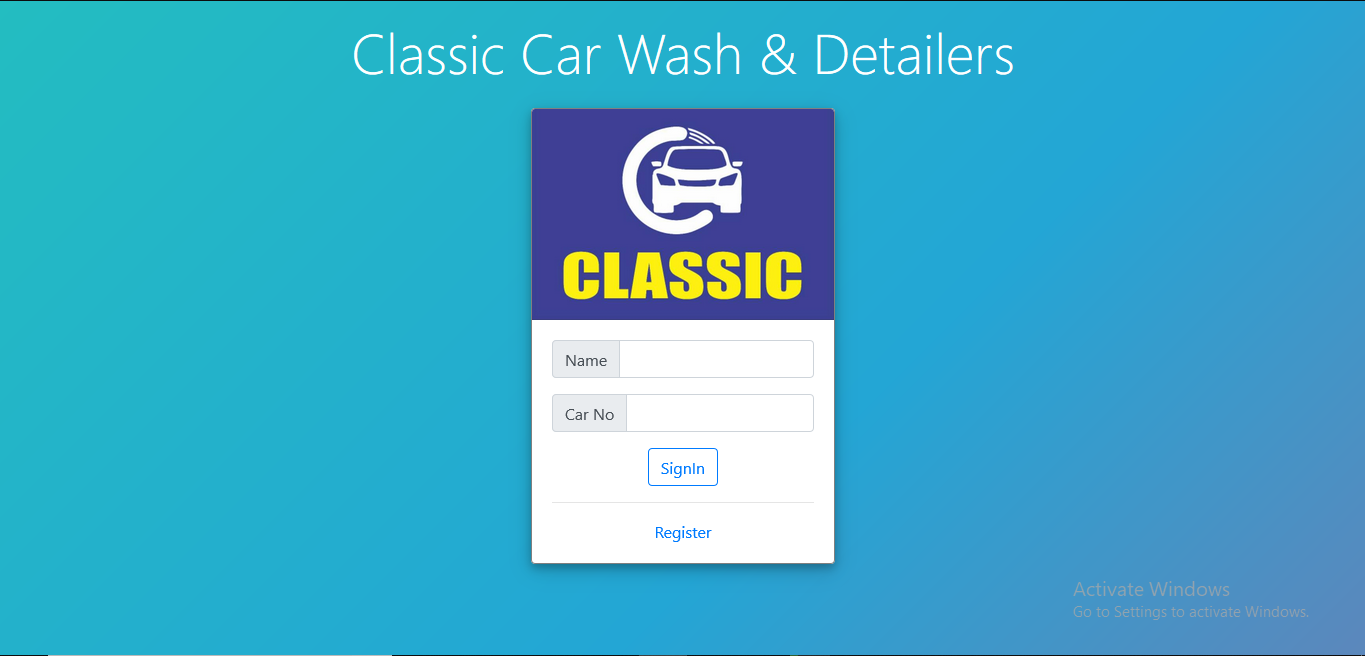 Classic Car Wash & Detailers
CLASSIC
Name
Car No
SignIn
Register
Activate Windows
Go to Settings to activate Windows.